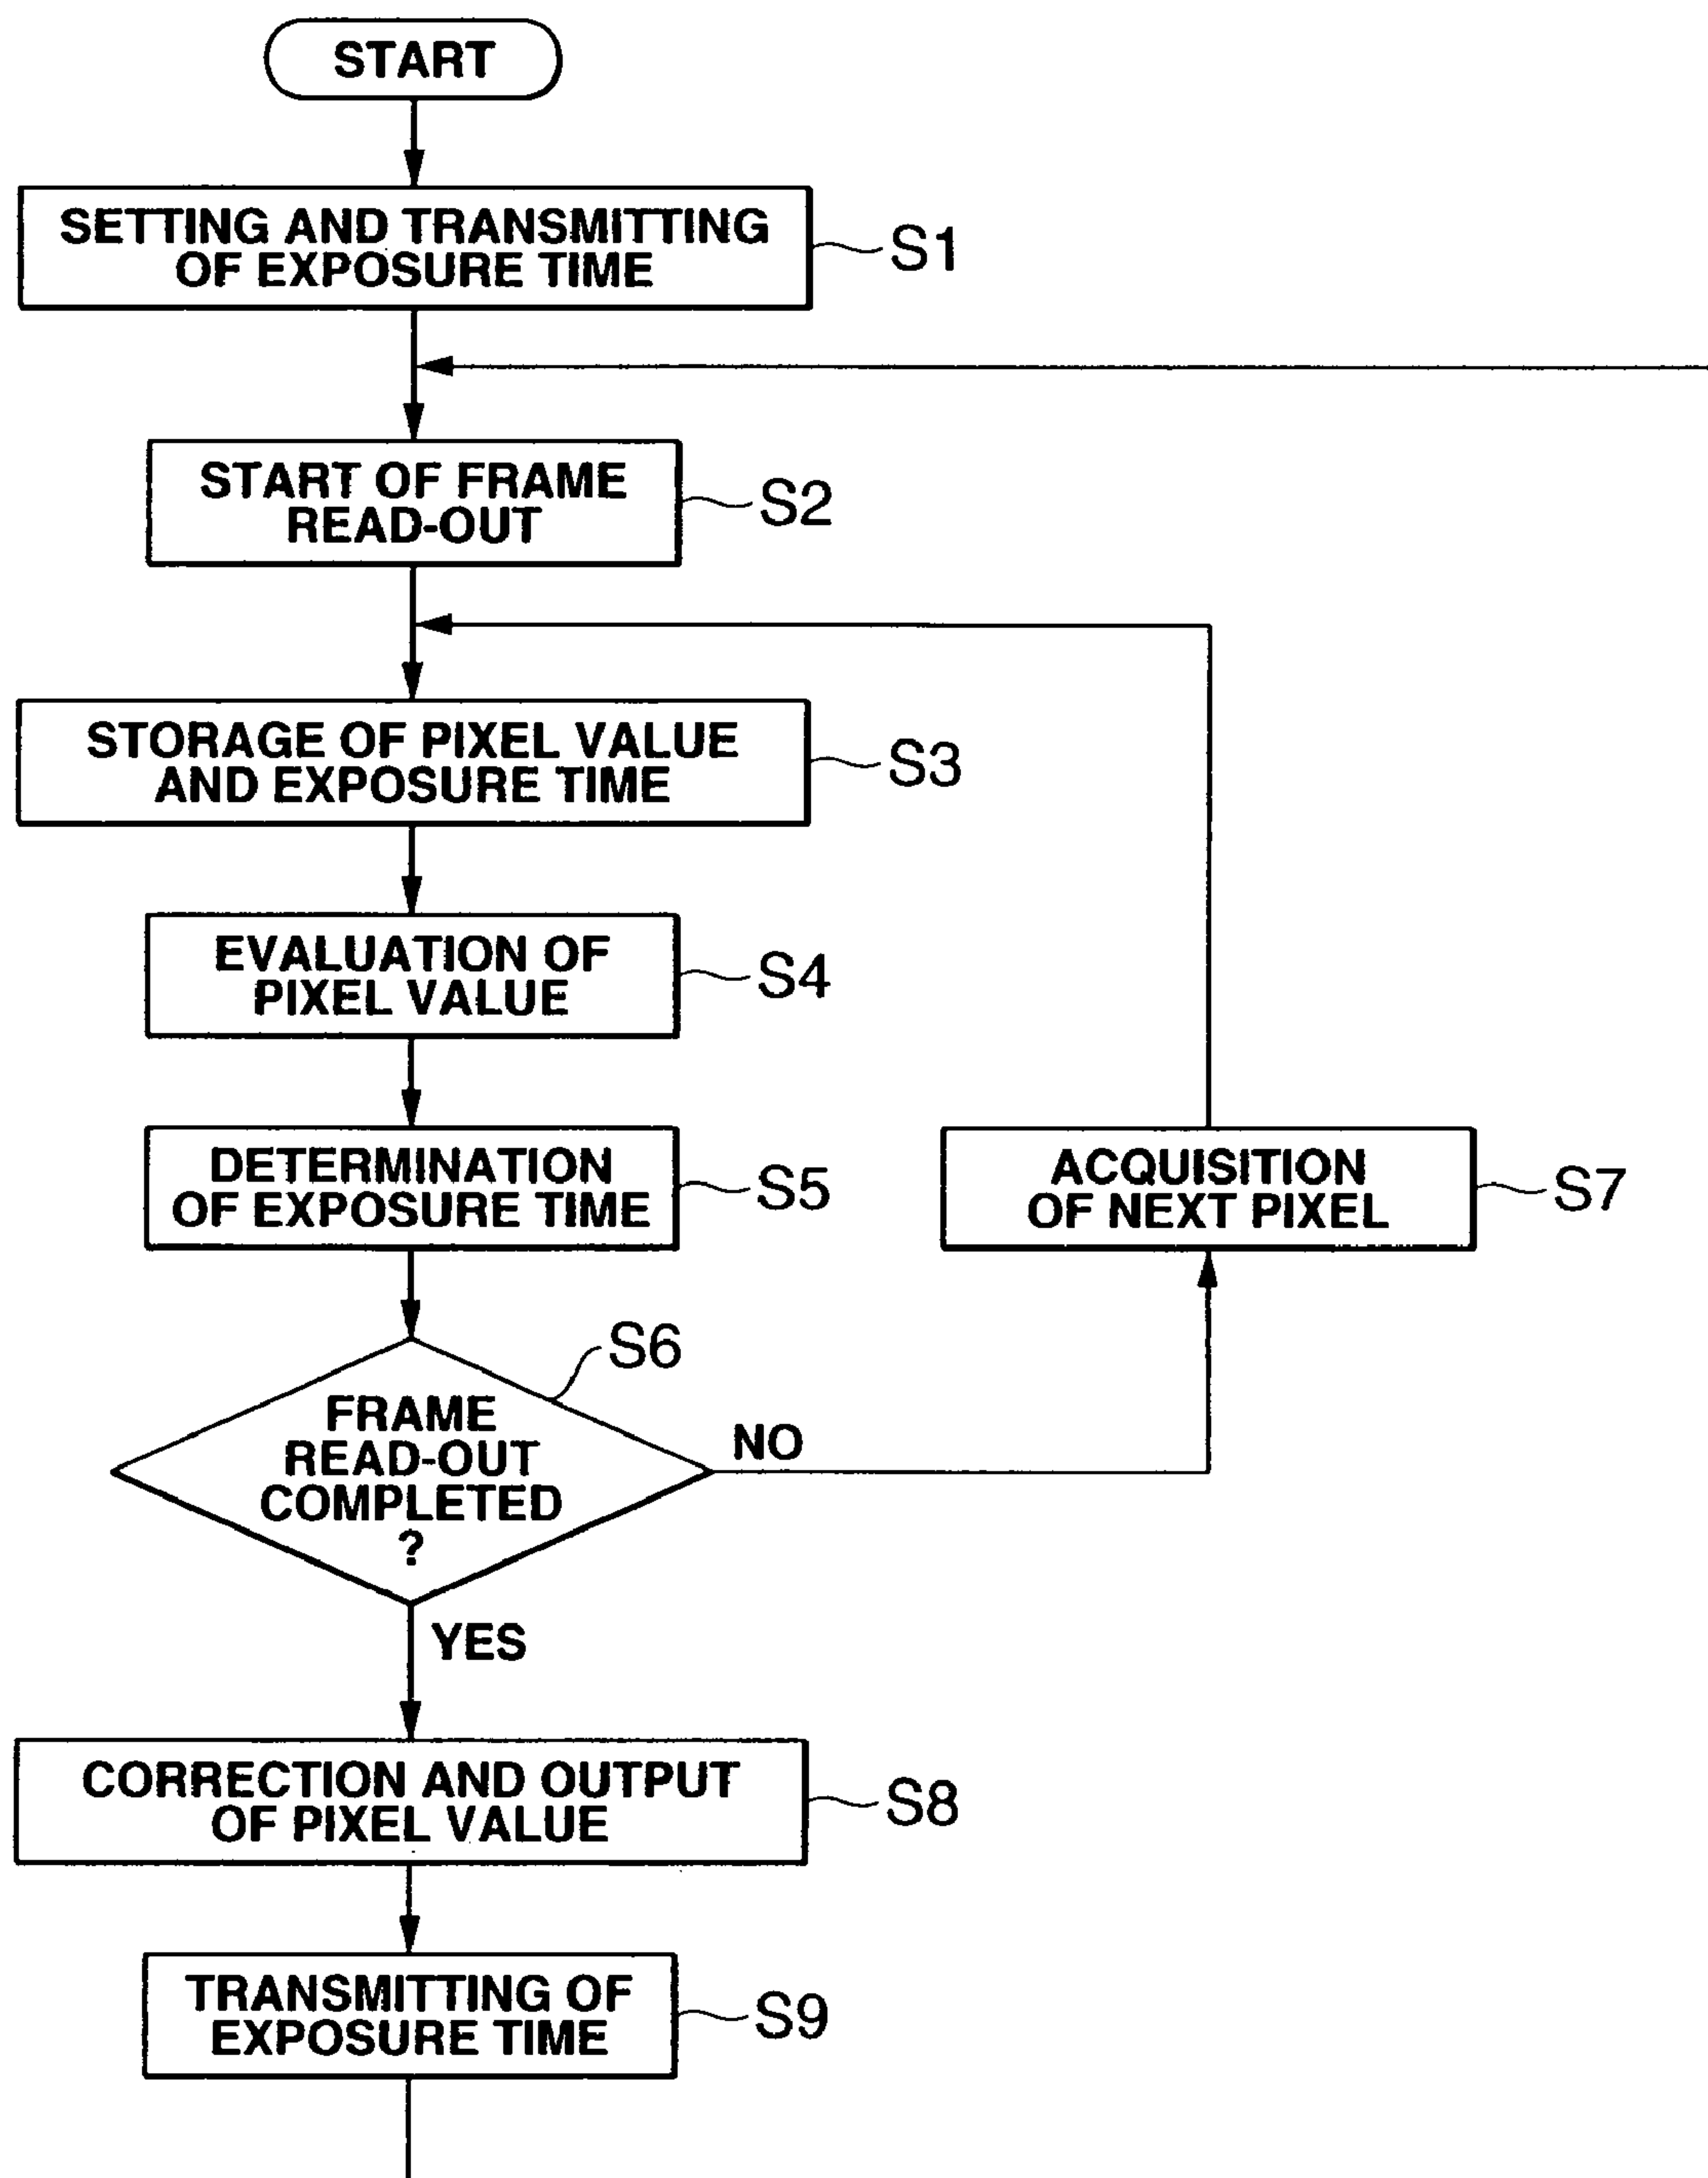 START
SETTING AND TRANSMITTING
OF EXPOSURE TIME
S1
START OF FRAME
READ-OUT
S2
STORAGE OF PIXEL VALUE
AND EXPOSURE TIME
S3
EVALUATION OF
PIXEL VALUE
S4
DETERMINATION
OF EXPOSURE TIME
S5
ACQUISITION
OF NEXT PIXEL
S7
S6
FRAME
READ-OUT
COMPLETED
?
NO
YES
CORRECTION AND OUTPUT
OF PIXEL VALUE
S8
TRANSMITTING OF
EXPOSURE TIME
S9